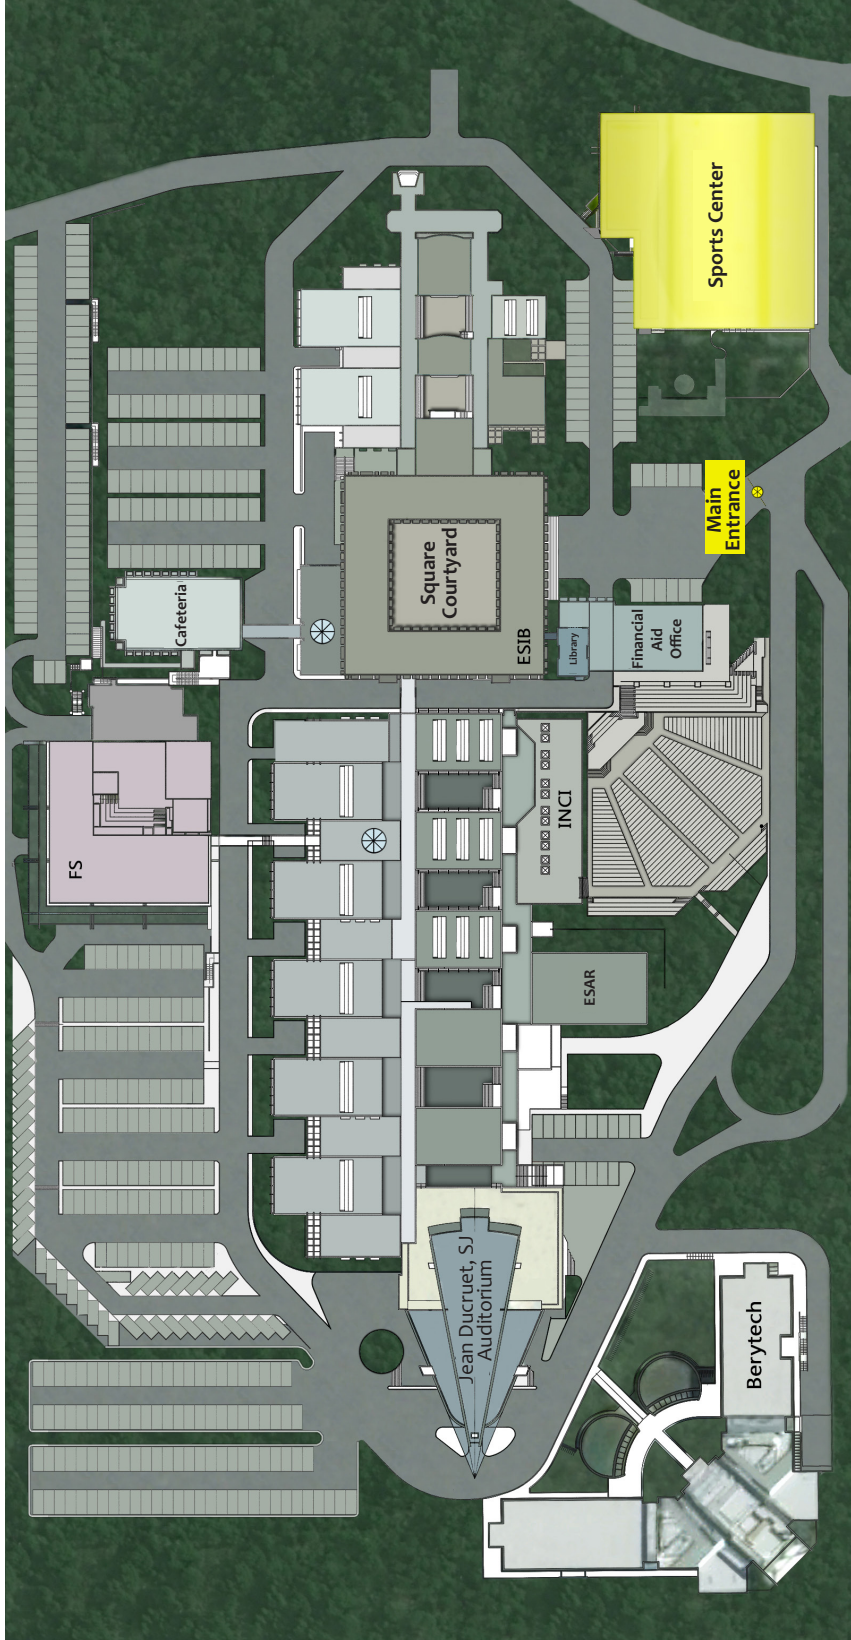 Sports Center
Main
Entrance
Square
Courtyard
Cafeteria
ESIB
Library
Financial
Aid
Office
FS
INCI
ESAR
Jean Ducruet, SJ
Auditorium
Berytech